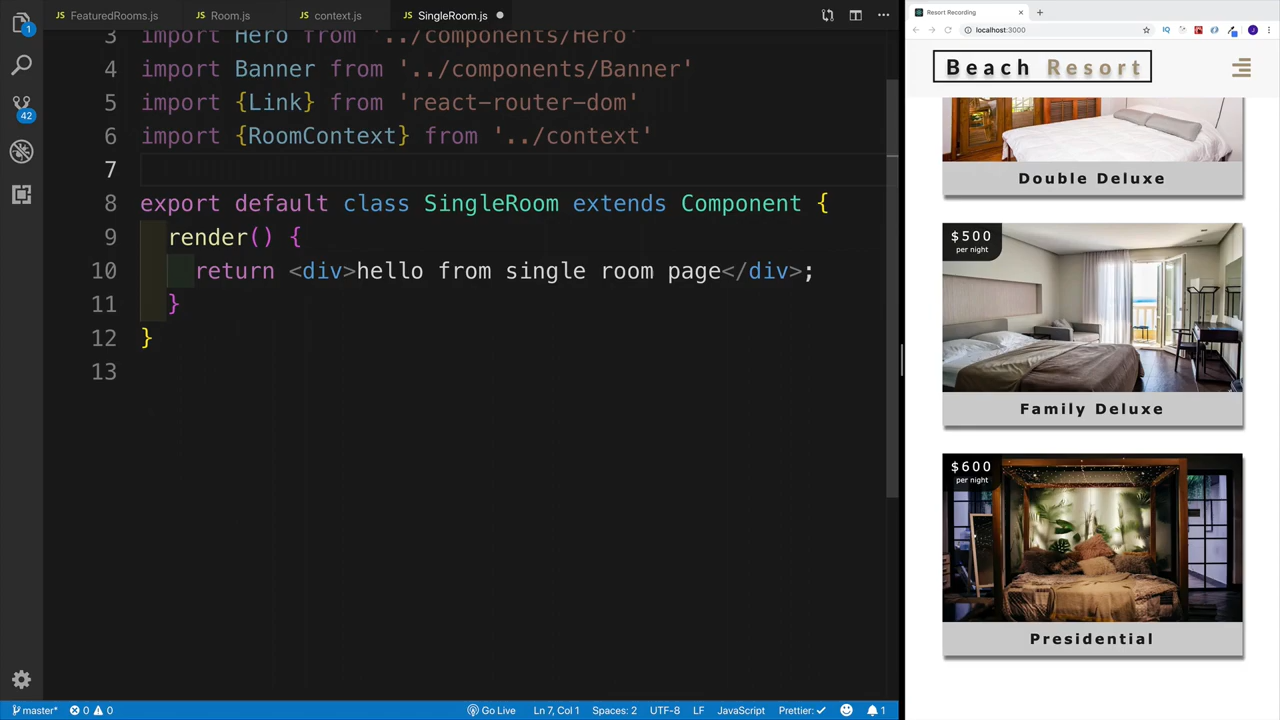 FeaturedRooms.js
Room.js
context.js
SingleRoom.js
3 import Hero from '../components/Hero'
4 import Banner from '../components/Banner'
5 import {Link} from 'react-router-dom'
6 import {RoomContext} from '../context'
7
8 export default class SingleRoom extends Component {
9 render() {
10 return <div>hello from single room page</div>;
11 }
12 }
13
1
42
master* 0 0
Go Live Ln 7, Col 1 Spaces: 2 UTF-8 LF JavaScript Prettier: ✓ 1
Resort Recording
localhost:3000
Beach Resort
Double Deluxe
$500
per night
Family Deluxe
$600
per night
Presidential